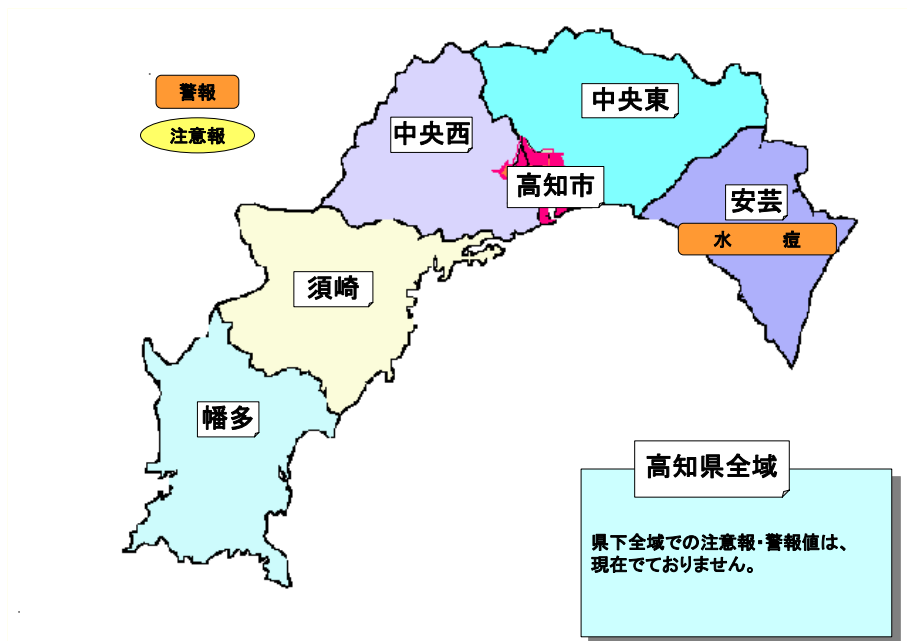 警報
注意報
中央東
中央西
高知市
安芸
水　　痘
須崎
幡多
高知県全域
県下全域での注意報・警報値は、
現在でておりません。